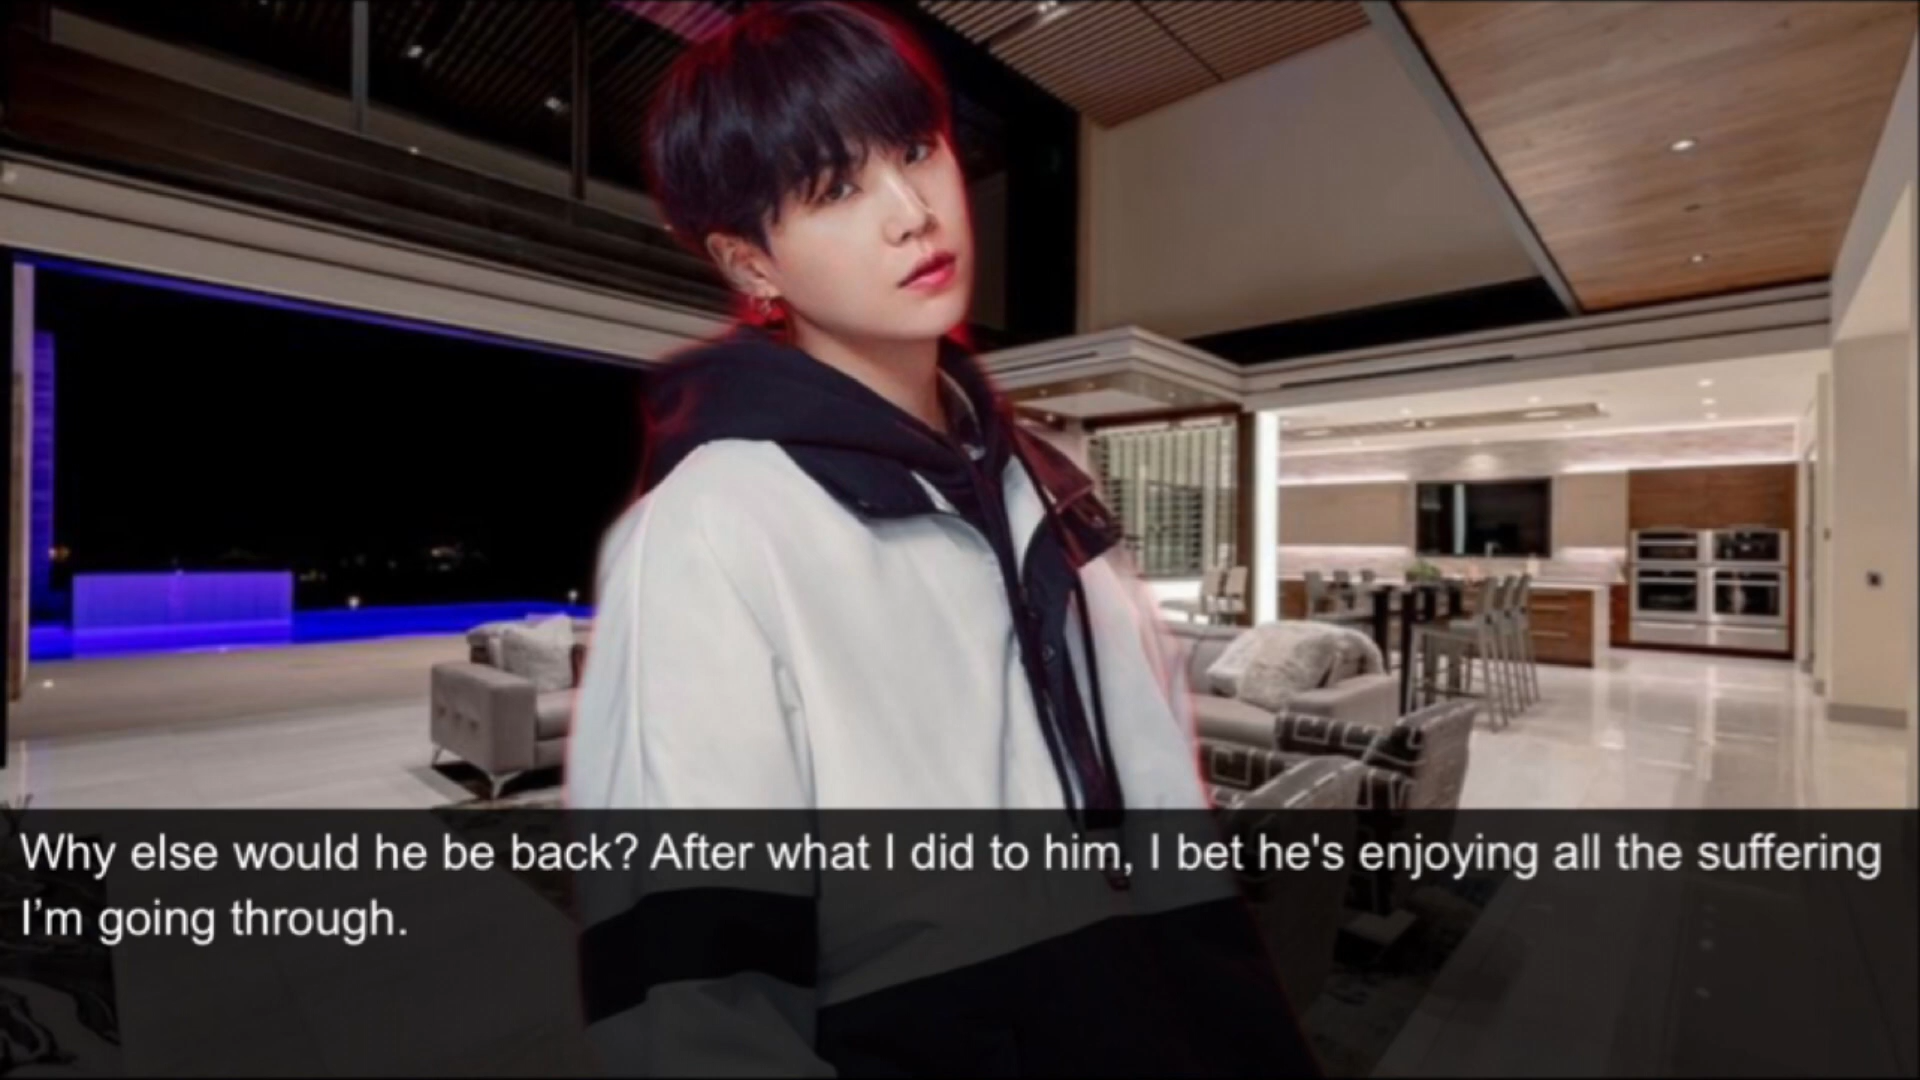 Why else would he be back? After what I did to him, I bet he's enjoying all the suffering
I’m going through.